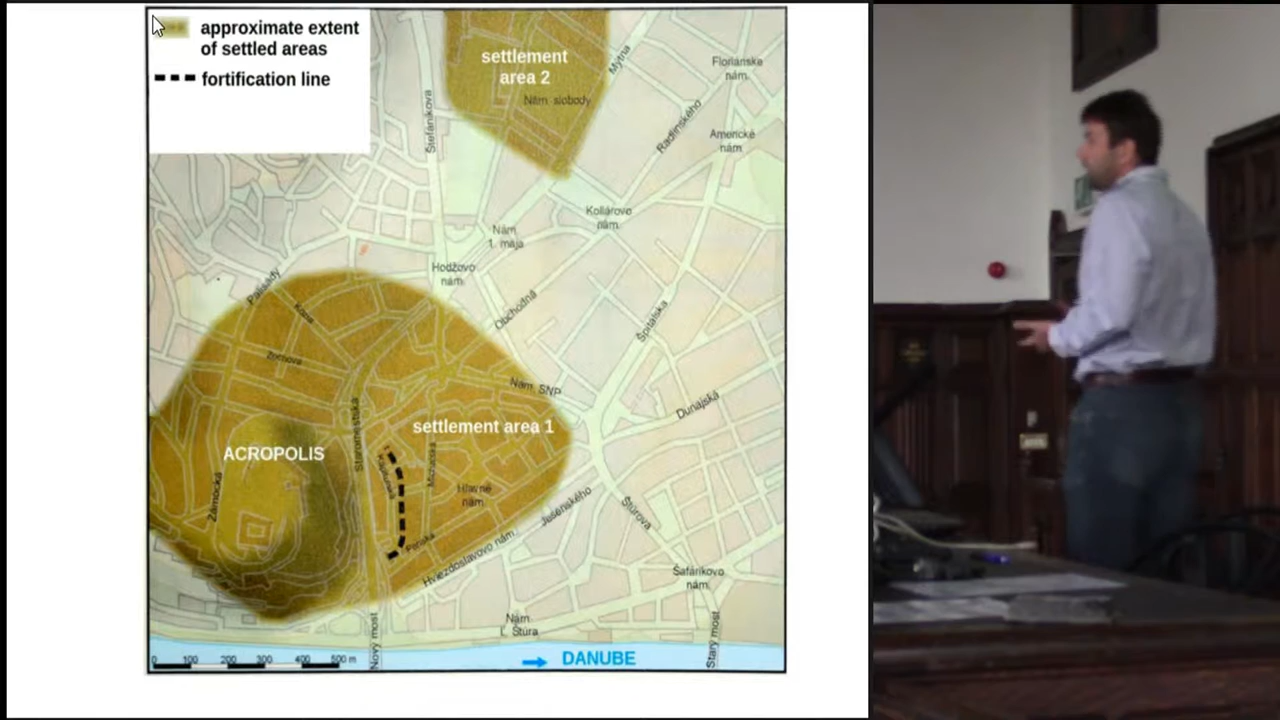 approximate extent
of settled areas
fortification line
settlement
area 2
Nám. slobody
Mýtna
Floriánske
nám.
Štefánikova
Radlinského
Americké
nám.
Kollárovo
nám.
Nám.
1. mája
Hodžovo
nám.
Palisády
Kozia
Obchodná
Špitálska
Zochova
Nám. SNP
Dunajská
Staromestská
settlement area 1
ACROPOLIS
Kapitulská
Michalská
Zámocká
Hlavné
nám.
Jesenského
Štúrova
Panská
Hviezdoslavovo nám.
Šafárikovo
nám.
Nám.
Ľ. Štúra
Nový most
Starý most
0 100 200 300 400 500 m
DANUBE